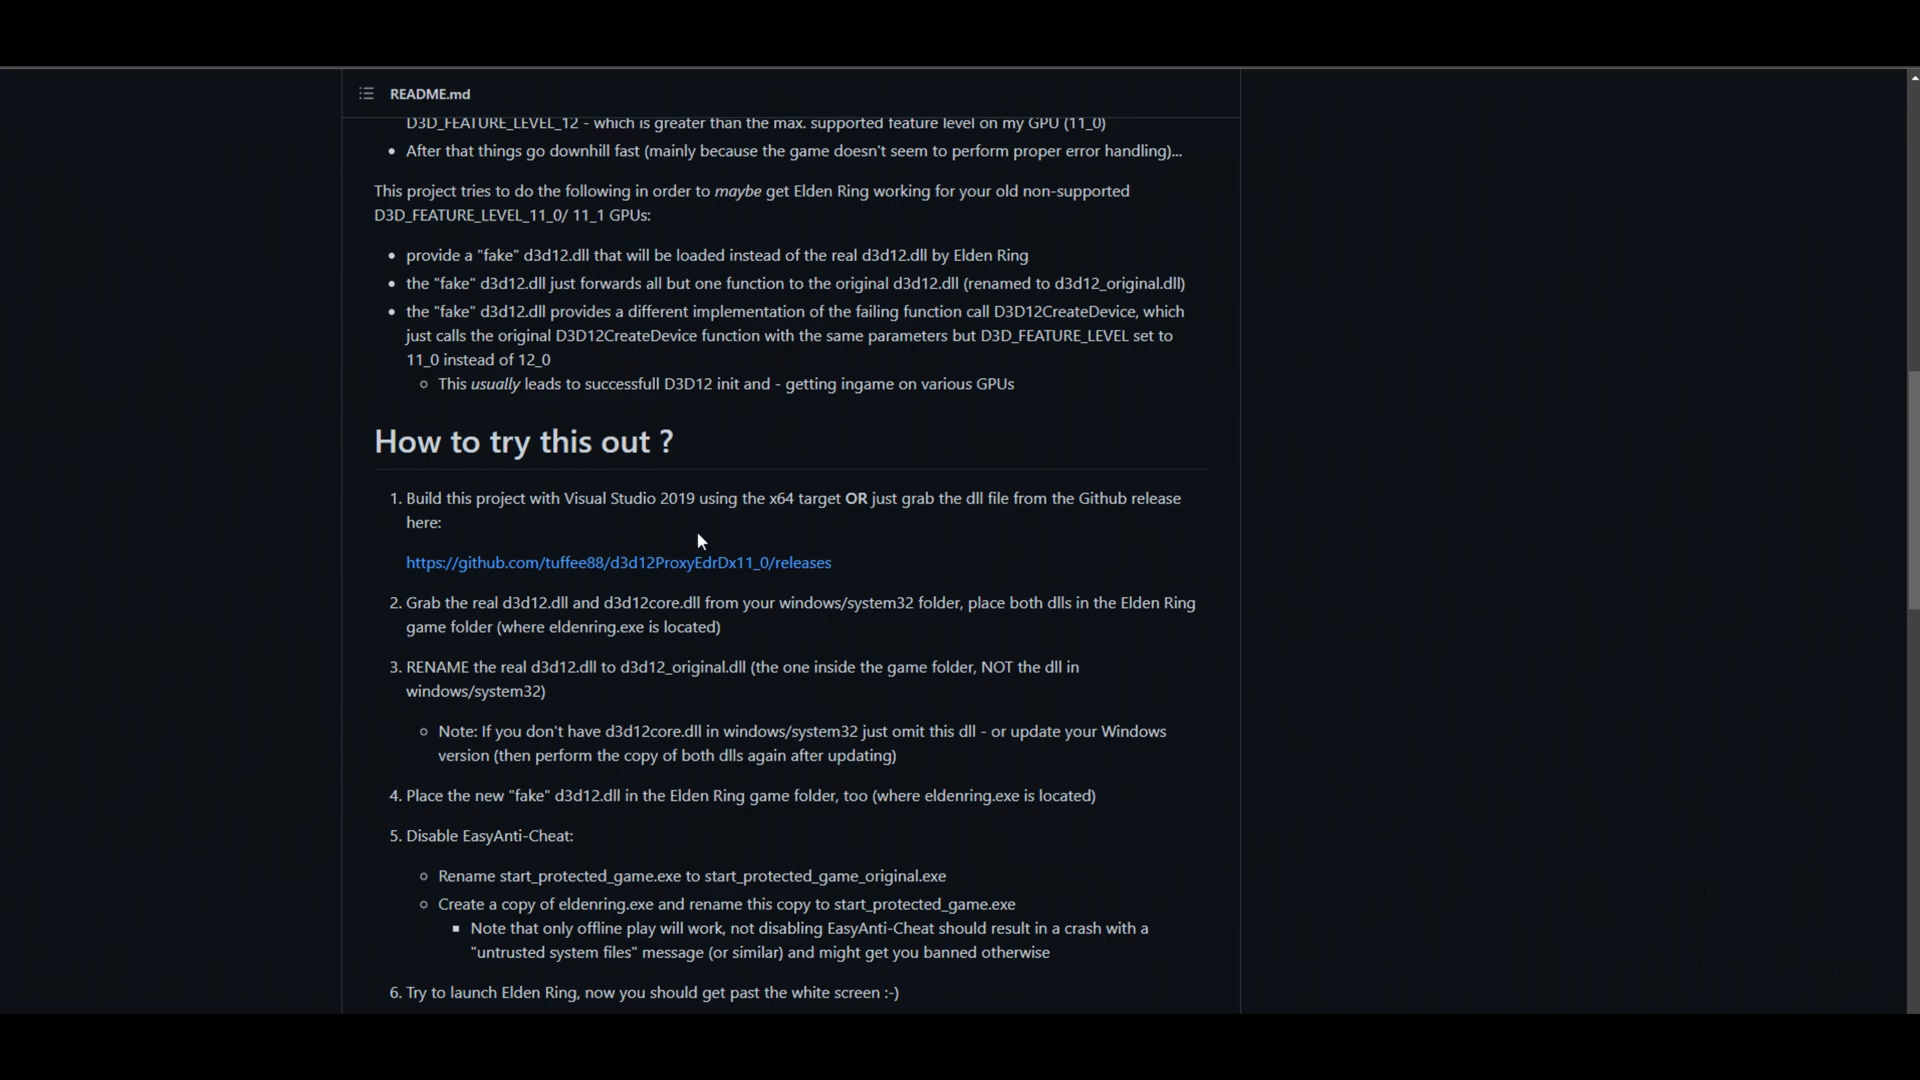 README.md
D3D_FEATURE_LEVEL_12 - which is greater than the max. supported feature level on my GPU (11_0)
• After that things go downhill fast (mainly because the game doesn't seem to perform proper error handling)...
This project tries to do the following in order to maybe get Elden Ring working for your old non-supported
D3D_FEATURE_LEVEL_11_0/ 11_1 GPUs:
• provide a "fake" d3d12.dll that will be loaded instead of the real d3d12.dll by Elden Ring
• the "fake" d3d12.dll just forwards all but one function to the original d3d12.dll (renamed to d3d12_original.dll)
• the "fake" d3d12.dll provides a different implementation of the failing function call D3D12CreateDevice, which
just calls the original D3D12CreateDevice function with the same parameters but D3D_FEATURE_LEVEL set to
11_0 instead of 12_0
○ This usually leads to successfull D3D12 init and - getting ingame on various GPUs
How to try this out ?
1. Build this project with Visual Studio 2019 using the x64 target OR just grab the dll file from the Github release
here:
https://github.com/tuffee88/d3d12ProxyEdrDx11_0/releases
2. Grab the real d3d12.dll and d3d12core.dll from your windows/system32 folder, place both dlls in the Elden Ring
game folder (where eldenring.exe is located)
3. RENAME the real d3d12.dll to d3d12_original.dll (the one inside the game folder, NOT the dll in
windows/system32)
○ Note: If you don't have d3d12core.dll in windows/system32 just omit this dll - or update your Windows
version (then perform the copy of both dlls again after updating)
4. Place the new "fake" d3d12.dll in the Elden Ring game folder, too (where eldenring.exe is located)
5. Disable EasyAnti-Cheat:
○ Rename start_protected_game.exe to start_protected_game_original.exe
○ Create a copy of eldenring.exe and rename this copy to start_protected_game.exe
▪ Note that only offline play will work, not disabling EasyAnti-Cheat should result in a crash with a
"untrusted system files" message (or similar) and might get you banned otherwise
6. Try to launch Elden Ring, now you should get past the white screen :-)